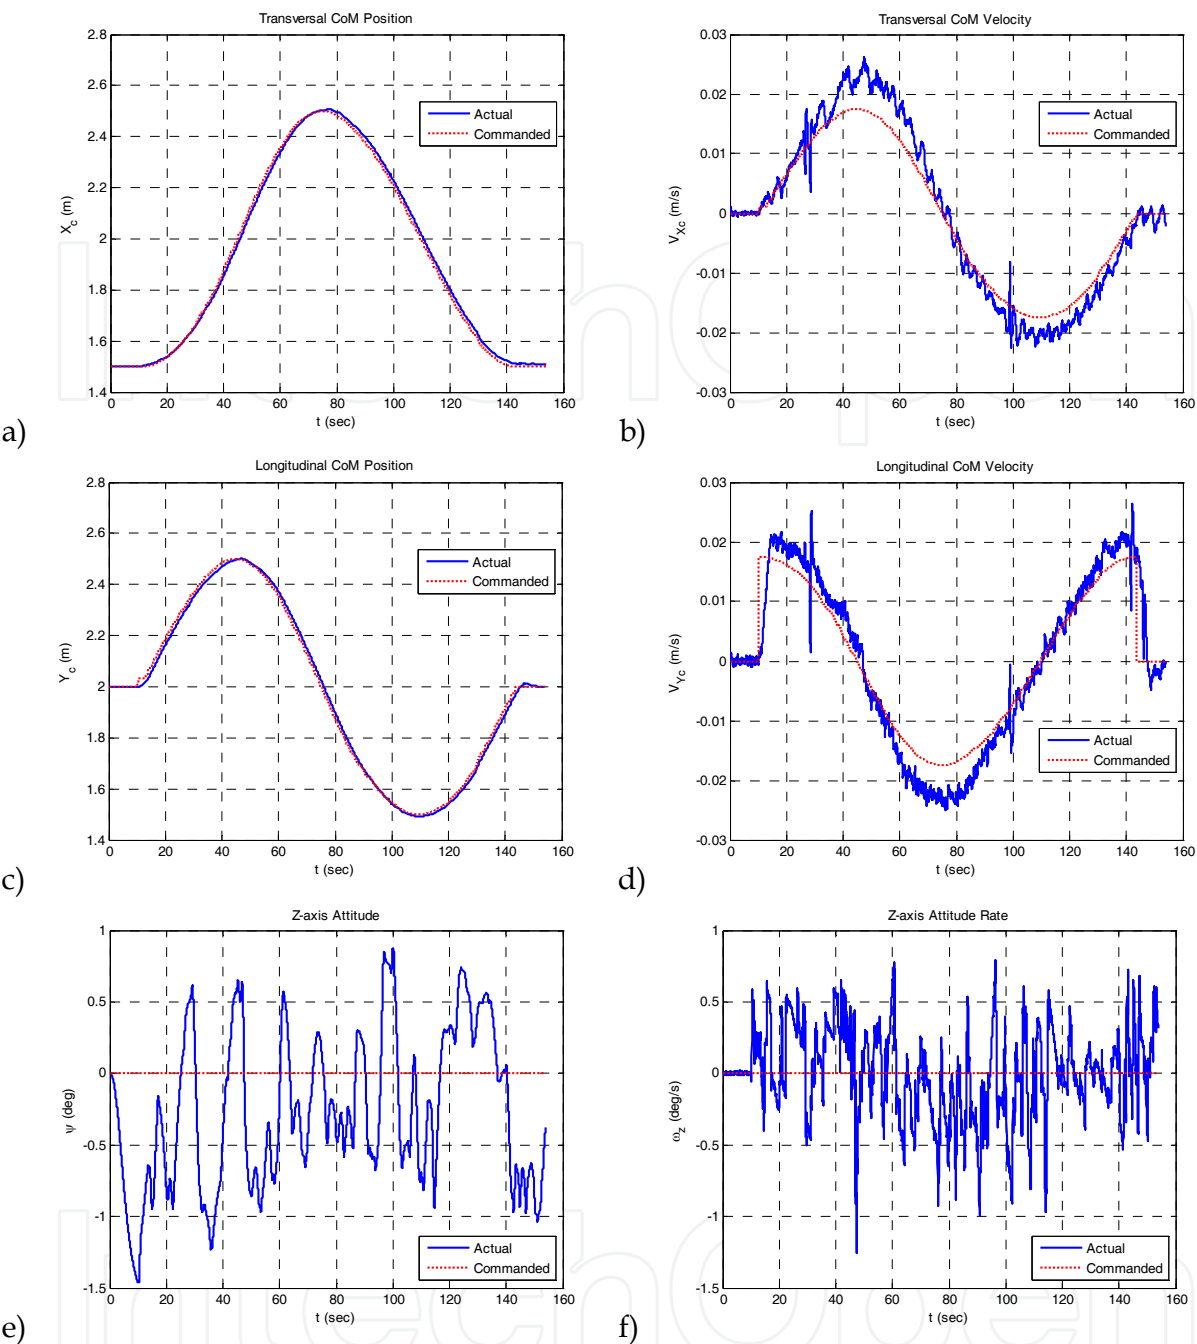 Transversal CoM Position
2.8
2.6
2.4
2.2
2
1.8
1.6
1.4
X_c (m)
Actual
Commanded
0 20 40 60 80 100 120 140 160
t (sec)
a)
Transversal CoM Velocity
0.03
0.02
0.01
0
-0.01
-0.02
-0.03
V_Xc (m/s)
Actual
Commanded
0 20 40 60 80 100 120 140 160
t (sec)
b)
Longitudinal CoM Position
2.8
2.6
2.4
2.2
2
1.8
1.6
1.4
Y_c (m)
Actual
Commanded
0 20 40 60 80 100 120 140 160
t (sec)
c)
Longitudinal CoM Velocity
0.03
0.02
0.01
0
-0.01
-0.02
-0.03
V_Yc (m/s)
Actual
Commanded
0 20 40 60 80 100 120 140 160
t (sec)
d)
Z-axis Attitude
1
0.5
0
-0.5
-1
-1.5
ψ (deg)
Actual
Commanded
0 20 40 60 80 100 120 140 160
t (sec)
e)
Z-axis Attitude Rate
1
0.5
0
-0.5
-1
-1.5
ω_z (deg/s)
Actual
Commanded
0 20 40 60 80 100 120 140 160
t (sec)
f)
IntechOpen
IntechOpen